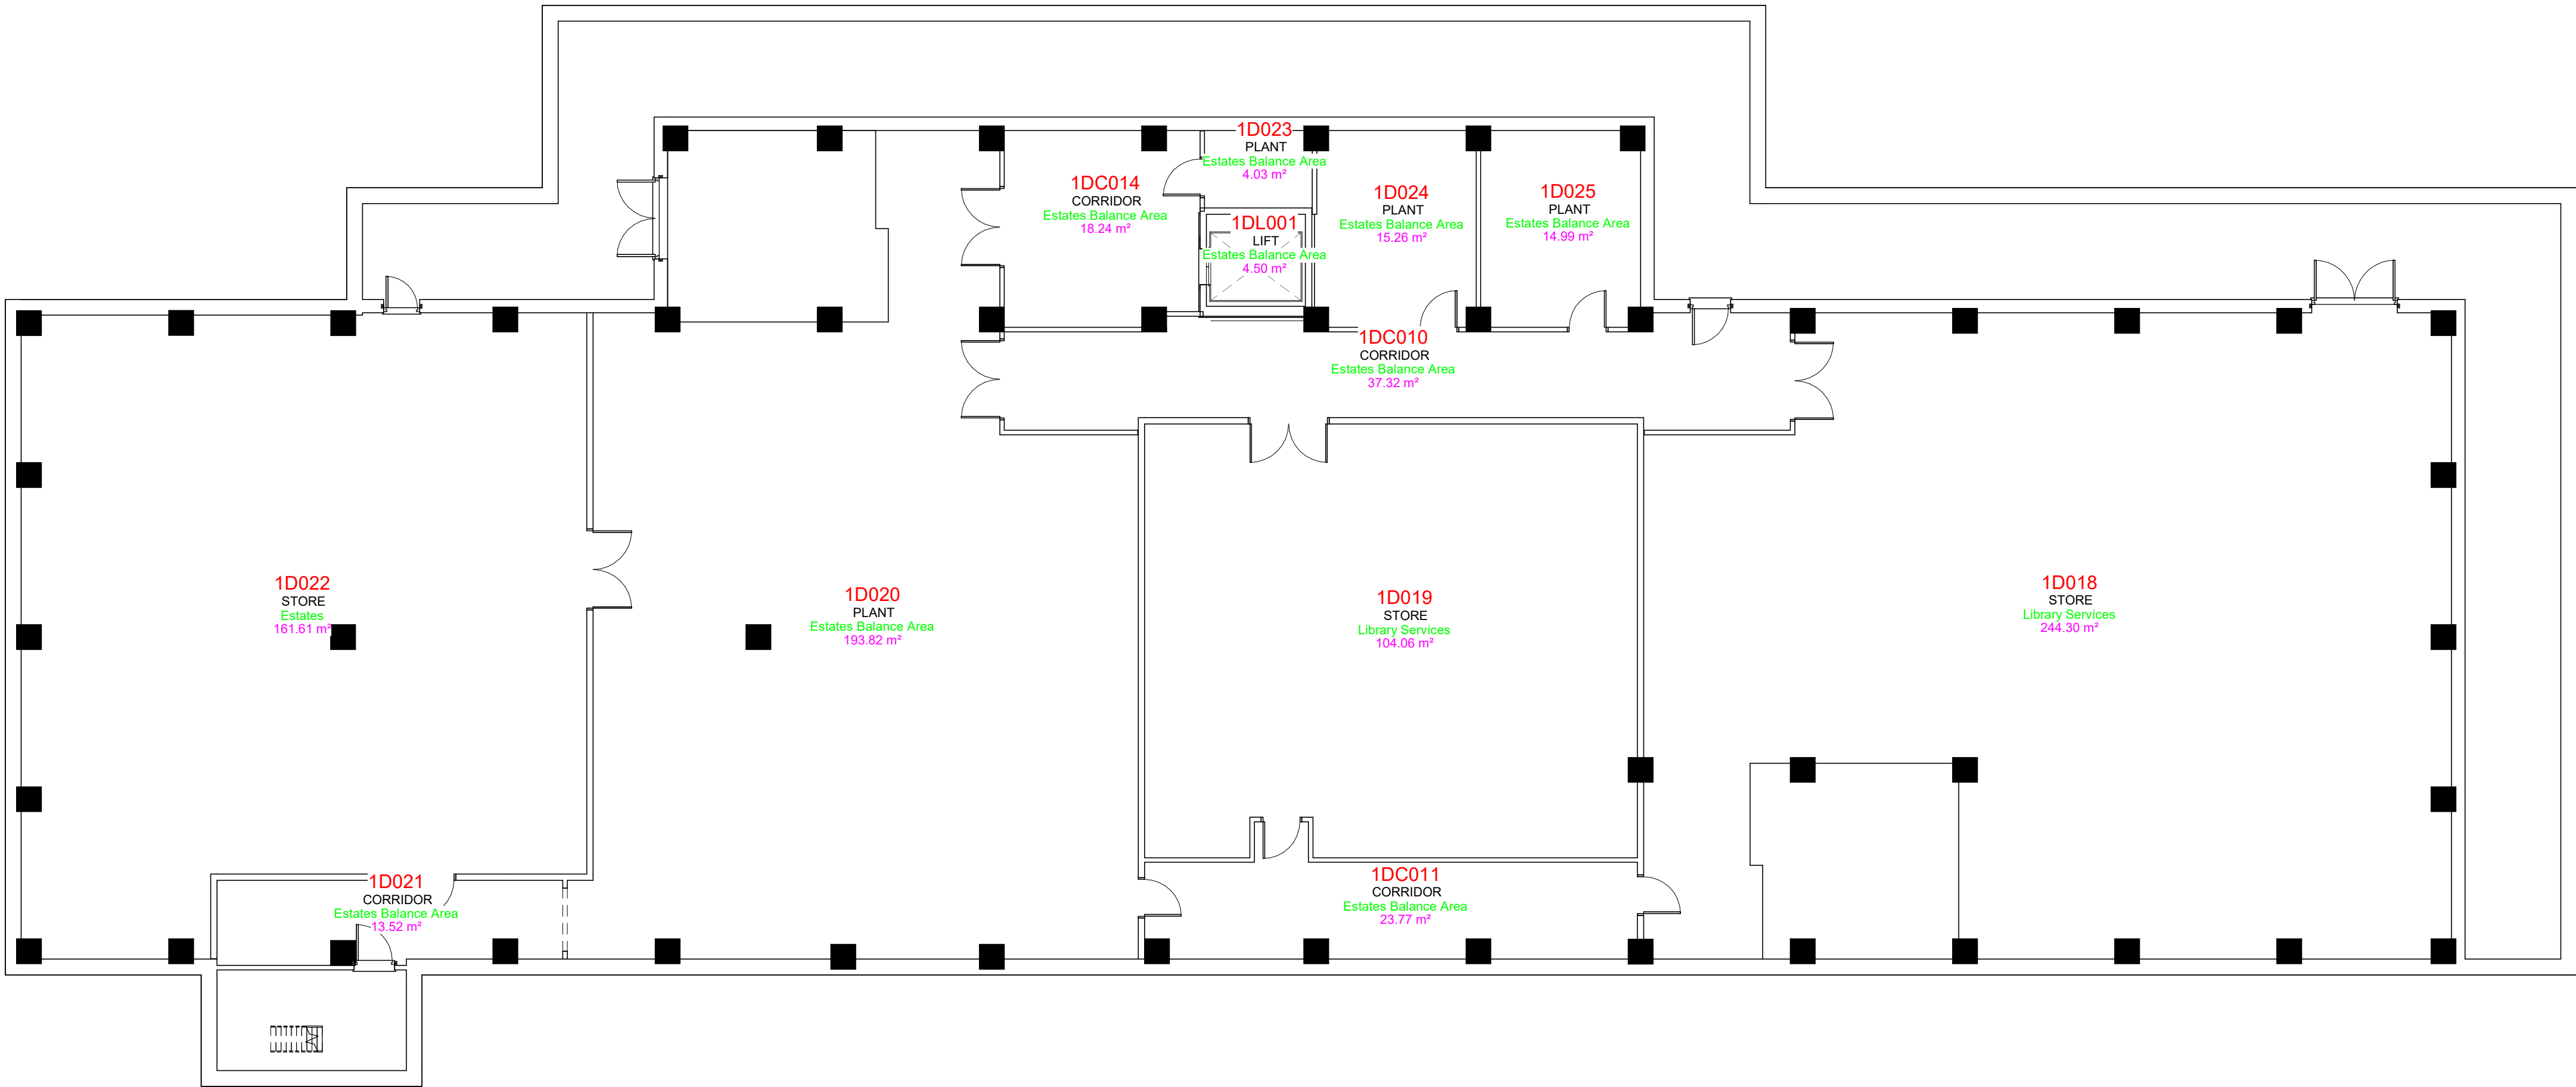 1D023
PLANT
Estates Balance Area
4.03 m²
1DC014
CORRIDOR
Estates Balance Area
18.24 m²
1D024
PLANT
Estates Balance Area
15.26 m²
1D025
PLANT
Estates Balance Area
14.99 m²
1DL001
LIFT
Estates Balance Area
4.50 m²
1DC010
CORRIDOR
Estates Balance Area
37.32 m²
1D022
STORE
Estates
161.61 m²
1D020
PLANT
Estates Balance Area
193.82 m²
1D019
STORE
Library Services
104.06 m²
1D018
STORE
Library Services
244.30 m²
1D021
CORRIDOR
Estates Balance Area
13.52 m²
1DC011
CORRIDOR
Estates Balance Area
23.77 m²